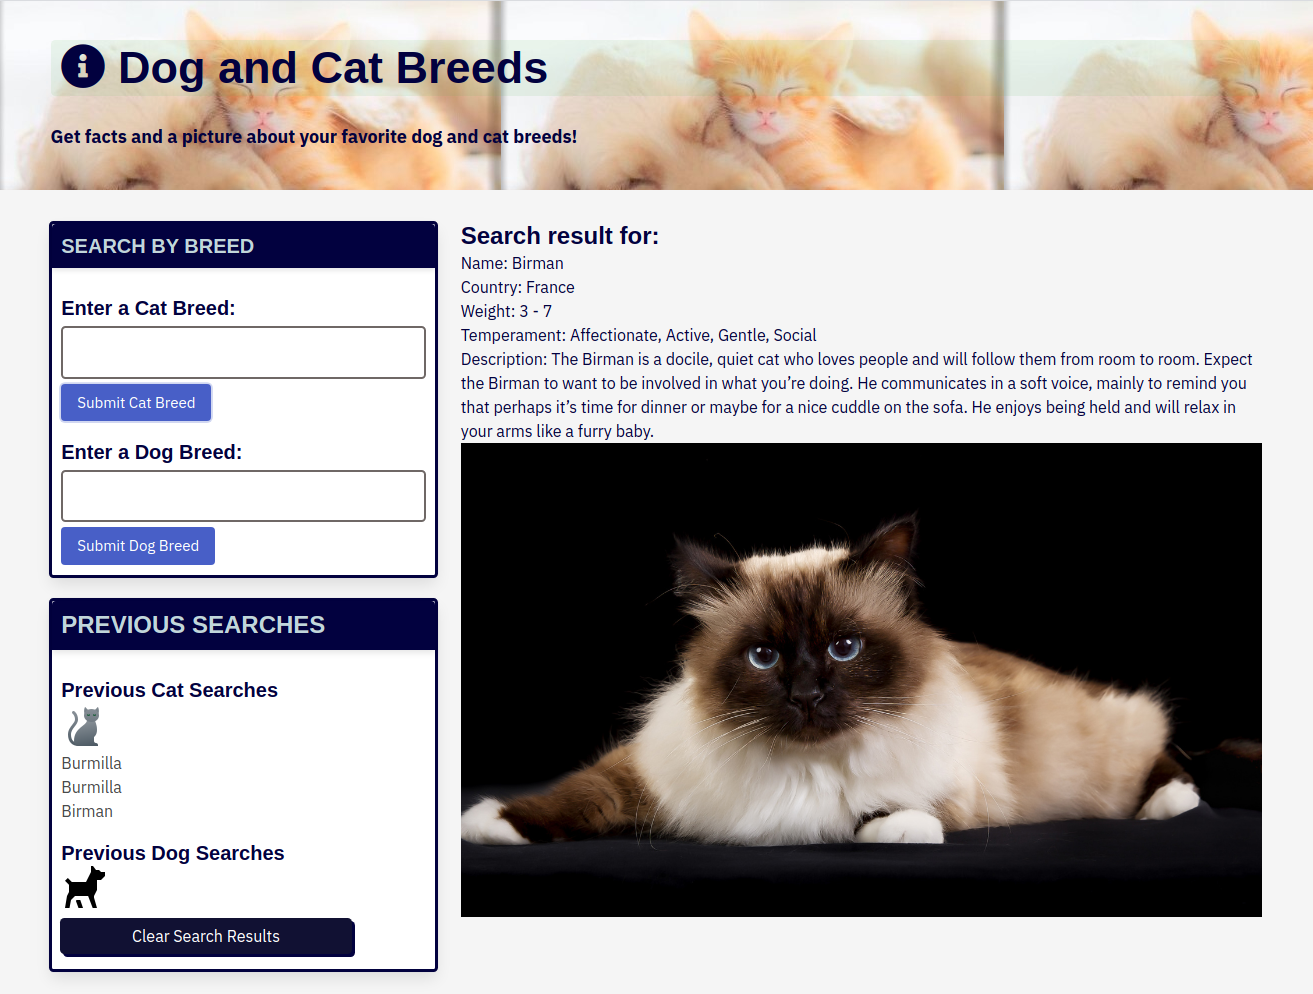 Dog and Cat Breeds
Get facts and a picture about your favorite dog and cat breeds!
SEARCH BY BREED
Enter a Cat Breed:
Submit Cat Breed
Enter a Dog Breed:
Submit Dog Breed
PREVIOUS SEARCHES
Previous Cat Searches
Burmilla
Burmilla
Birman
Previous Dog Searches
Clear Search Results
Search result for:
Name: Birman
Country: France
Weight: 3 - 7
Temperament: Affectionate, Active, Gentle, Social
Description: The Birman is a docile, quiet cat who loves people and will follow them from room to room. Expect
the Birman to want to be involved in what you’re doing. He communicates in a soft voice, mainly to remind you
that perhaps it’s time for dinner or maybe for a nice cuddle on the sofa. He enjoys being held and will relax in
your arms like a furry baby.